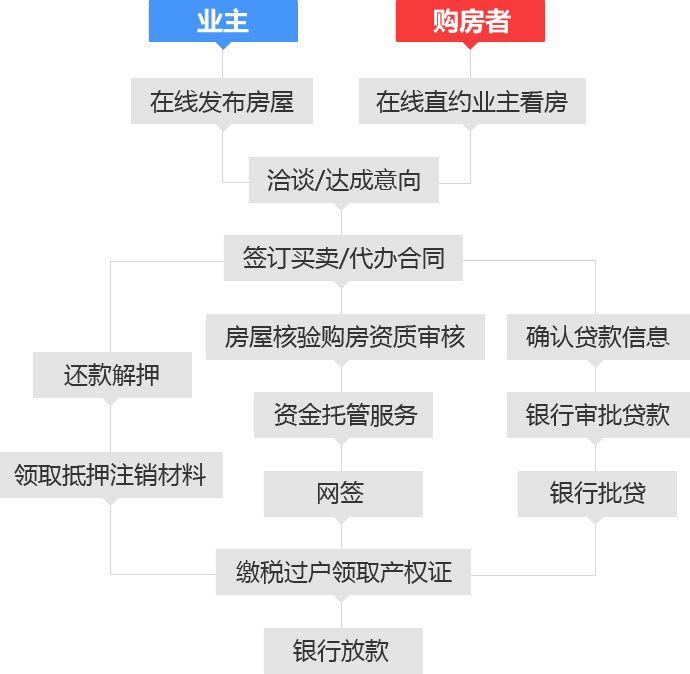 业主
购房者
在线发布房屋
在线直约业主看房
洽谈/达成意向
签订买卖/代办合同
房屋核验购房资质审核
确认贷款信息
还款解押
资金托管服务
银行审批贷款
领取抵押注销材料
网签
银行批贷
缴税过户领取产权证
银行放款